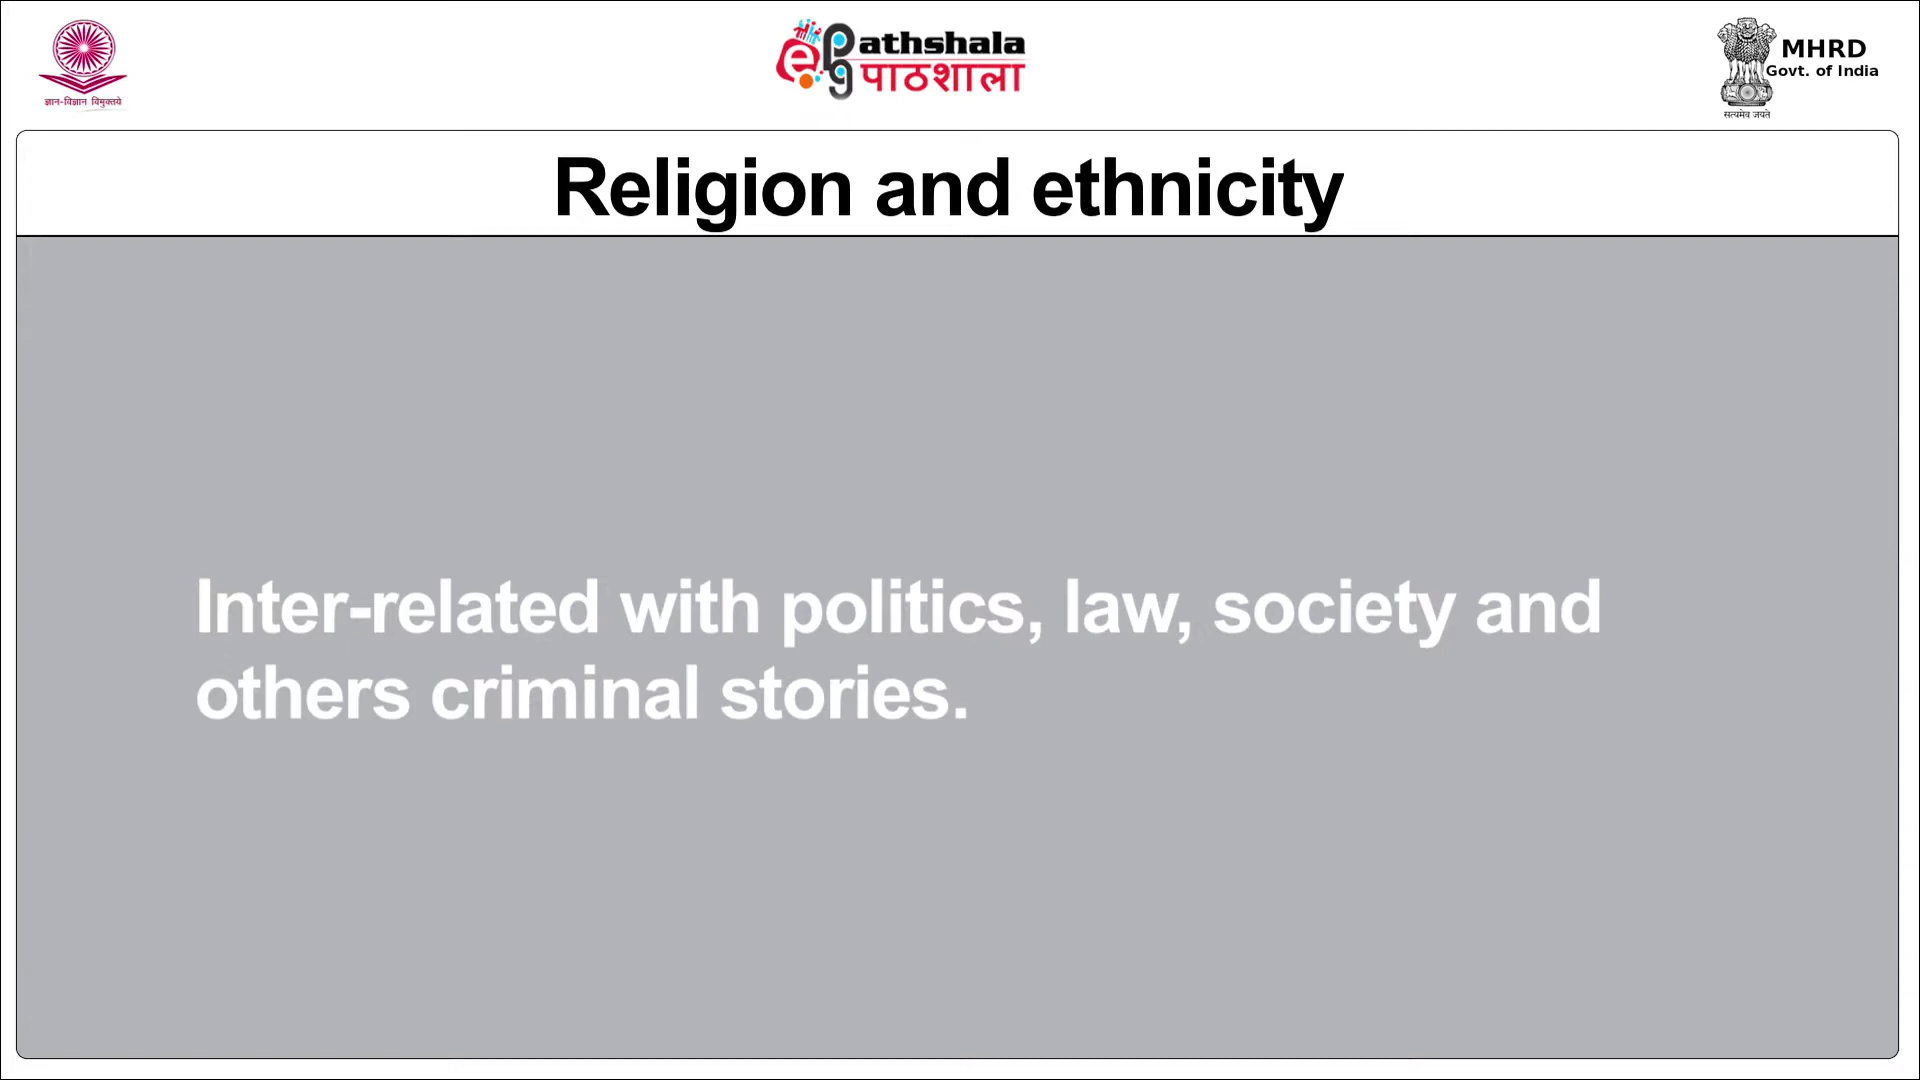 ज्ञान-विज्ञान विमुक्तये
epg
athshala
पाठशाला
MHRD
Govt. of India
सत्यमेव जयते
Religion and ethnicity
Inter-related with politics, law, society and
others criminal stories.